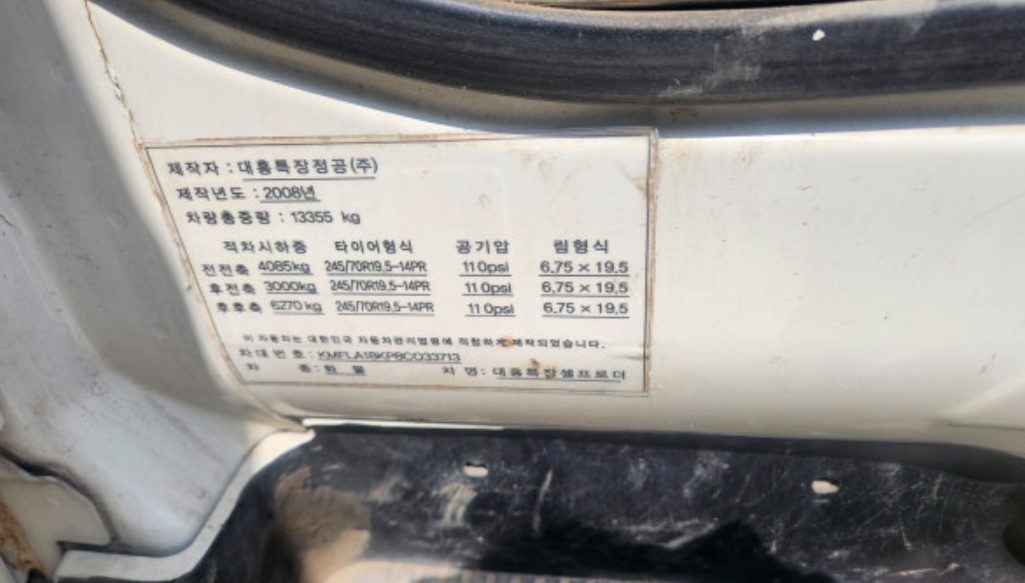 제작자 : 대흥특장정공(주)
제작년도 : 2008년
차량총중량 : 13355 kg
적차시하중 타이어형식 공기압 림형식
전전축 4085kg 245/70R19.5-14PR 110psi 6.75 × 19.5
후전축 3000kg 245/70R19.5-14PR 110psi 6.75 × 19.5
후후축 6270 kg 245/70R19.5-14PR 110psi 6.75 × 19.5
이 자동차는 대한민국 자동차관리법령에 적합하게 제작되었습니다.
차대번호 : KMFLA18KP8C033713
차 종 : 화 물 차 명 : 대흥특장셀프로더